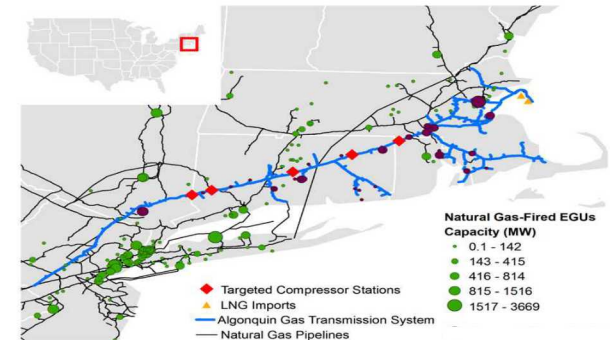 Natural Gas-Fired EGUs
Capacity (MW)
0.1 - 142
143 - 415
416 - 814
815 - 1516
1517 - 3669
Targeted Compressor Stations
LNG Imports
Algonquin Gas Transmission System
Natural Gas Pipelines